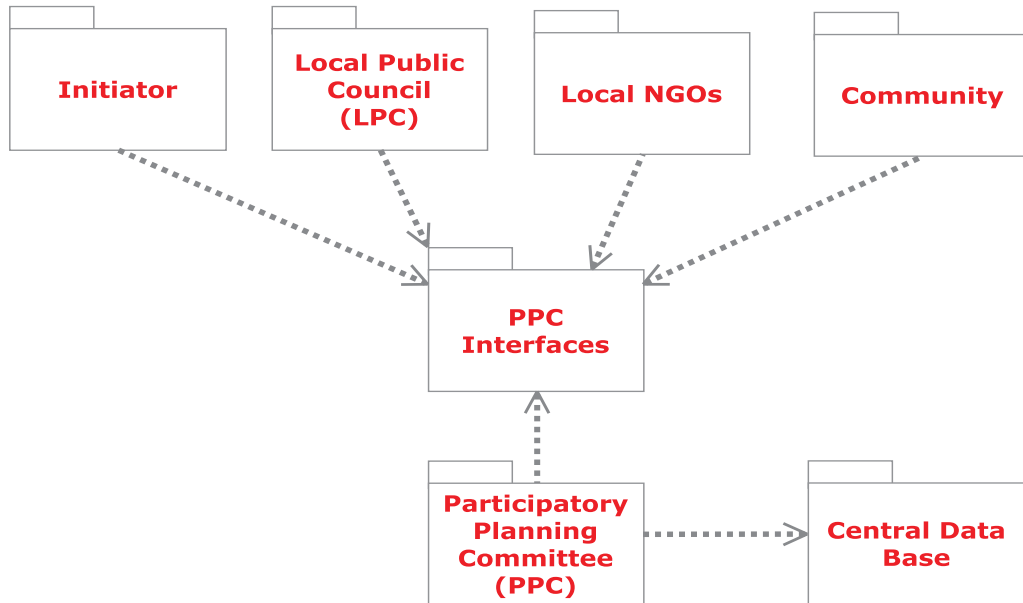 Initiator
Local Public
Council
(LPC)
Local NGOs
Community
PPC
Interfaces
Participatory
Planning
Committee
(PPC)
Central Data
Base